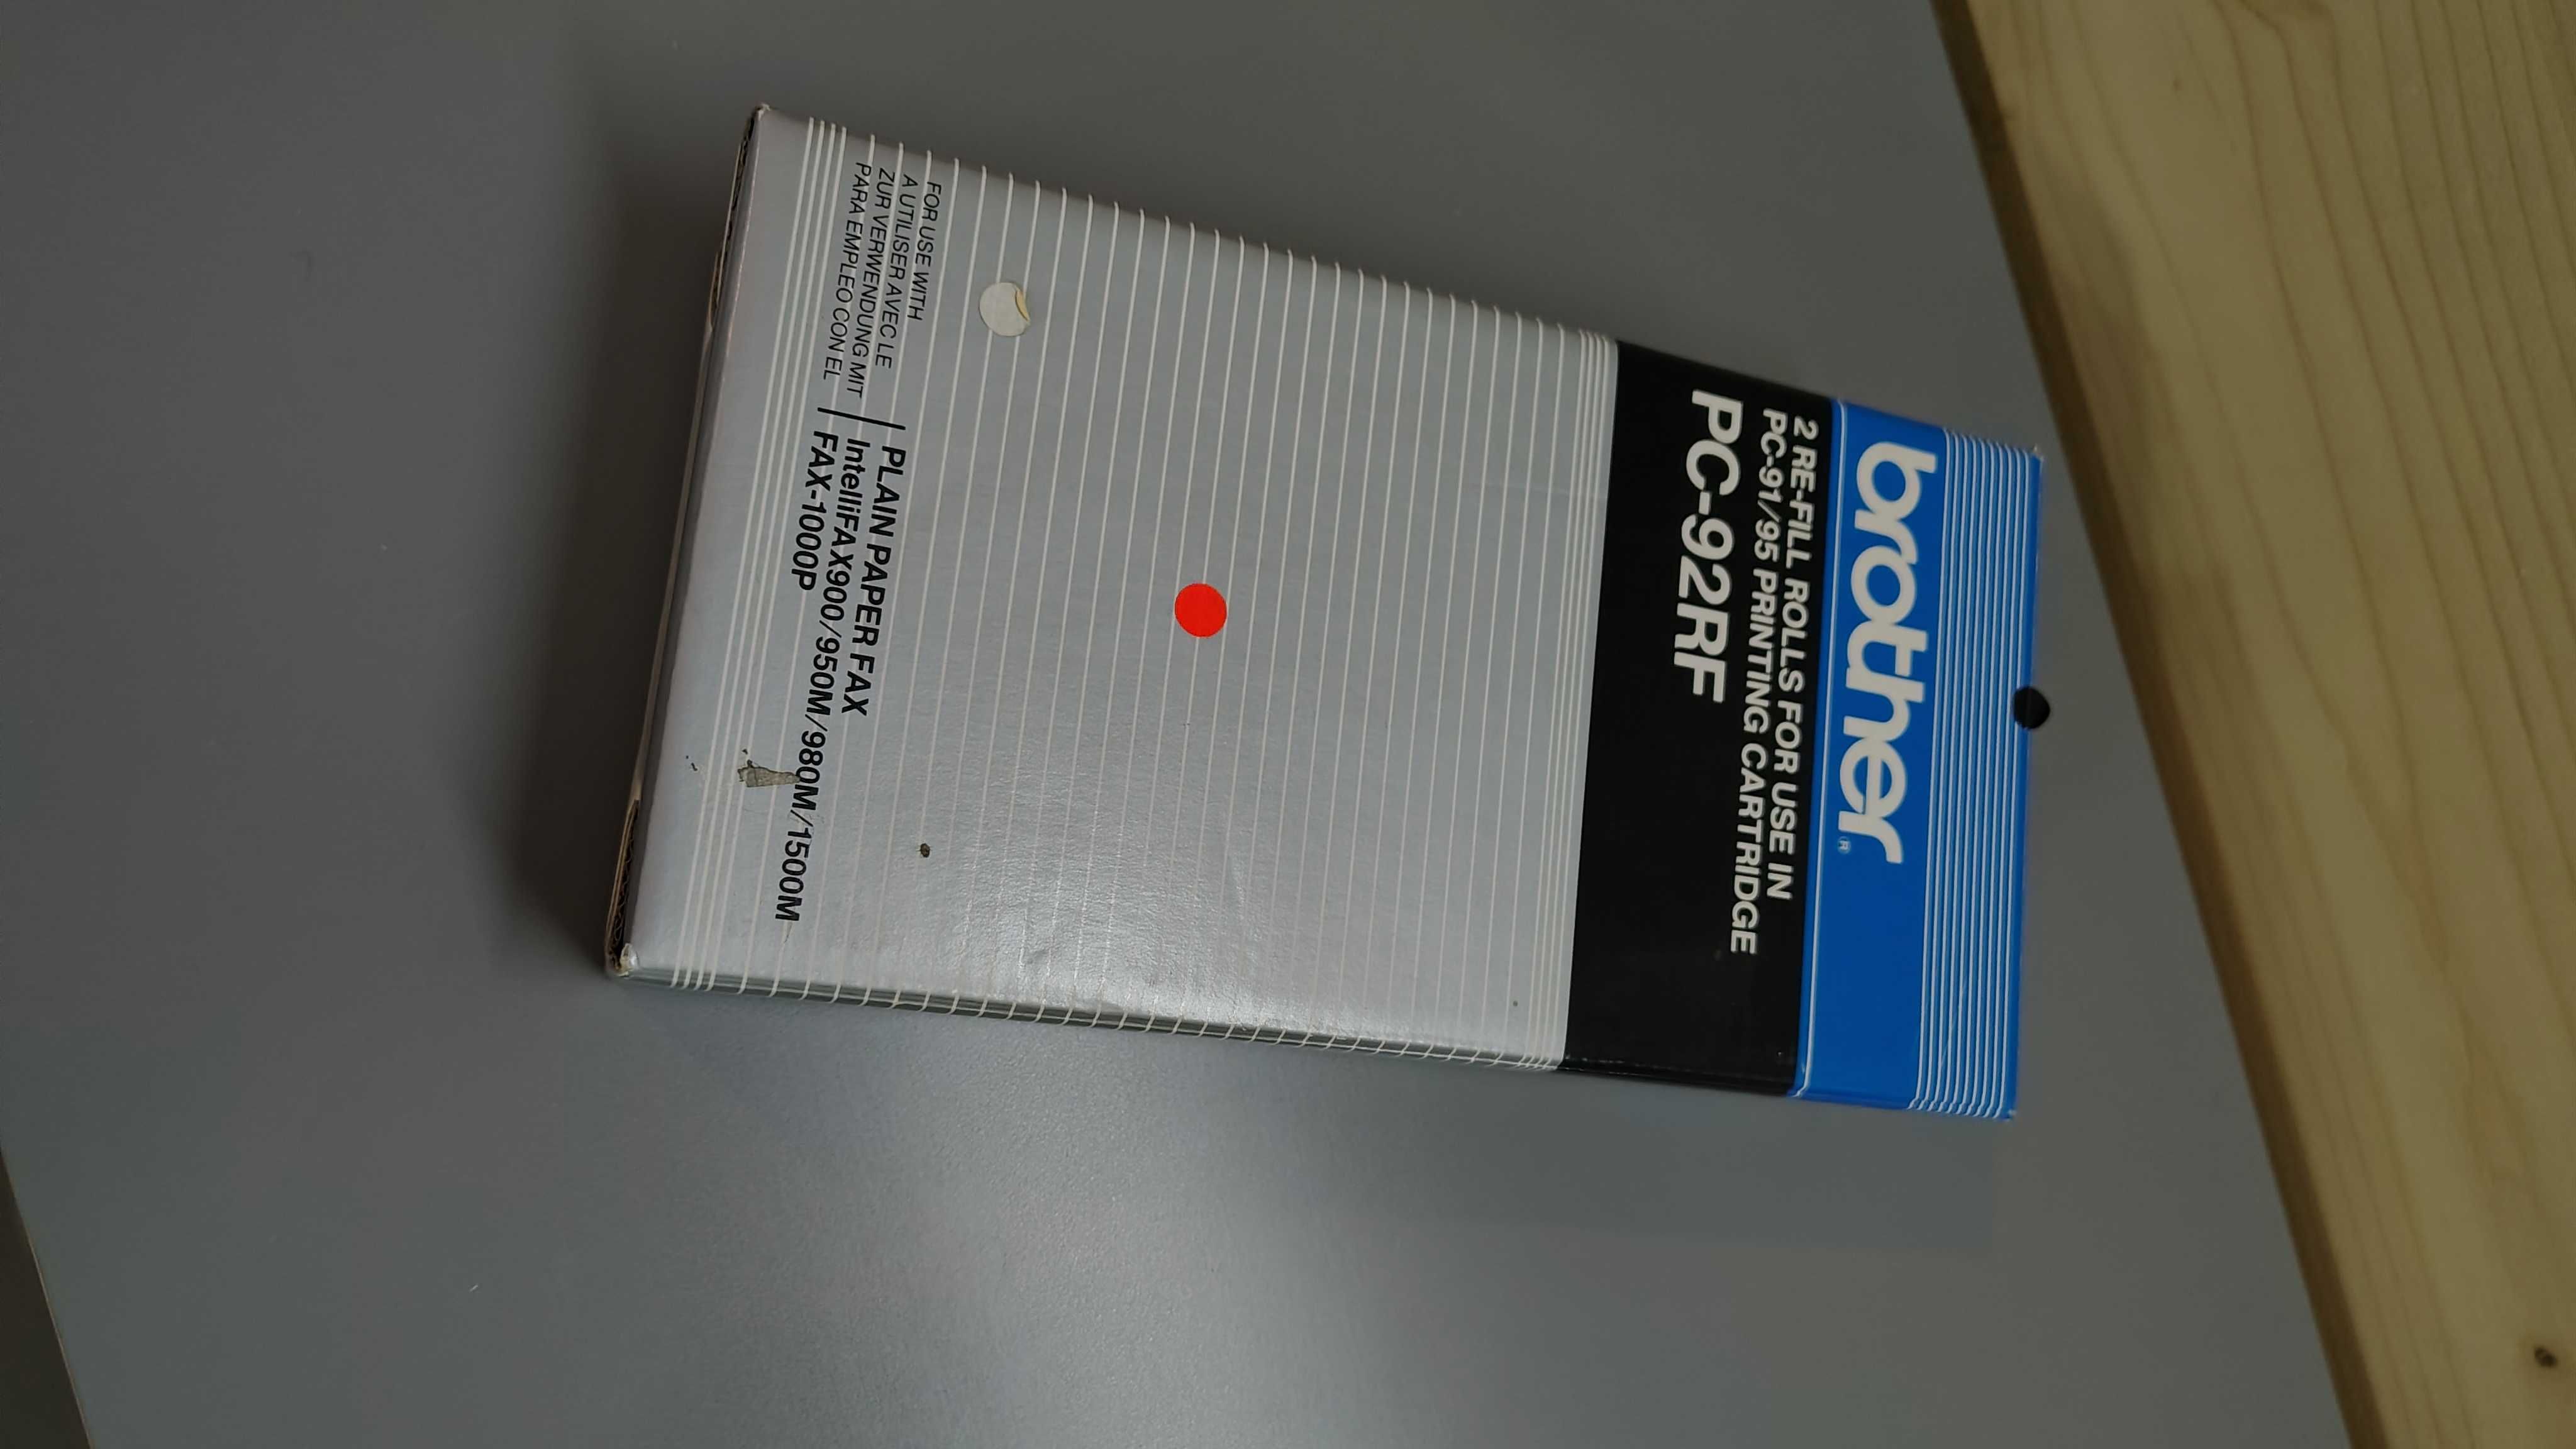 brother®
2 RE-FILL ROLLS FOR USE IN
PC-91/95 PRINTING CARTRIDGE
PC-92RF
FOR USE WITH
A UTILISER AVEC LE
ZUR VERWENDUNG MIT
PARA EMPLEO CON EL
PLAIN PAPER FAX
IntelliFAX900/950M/980M/1500M
FAX-1000P